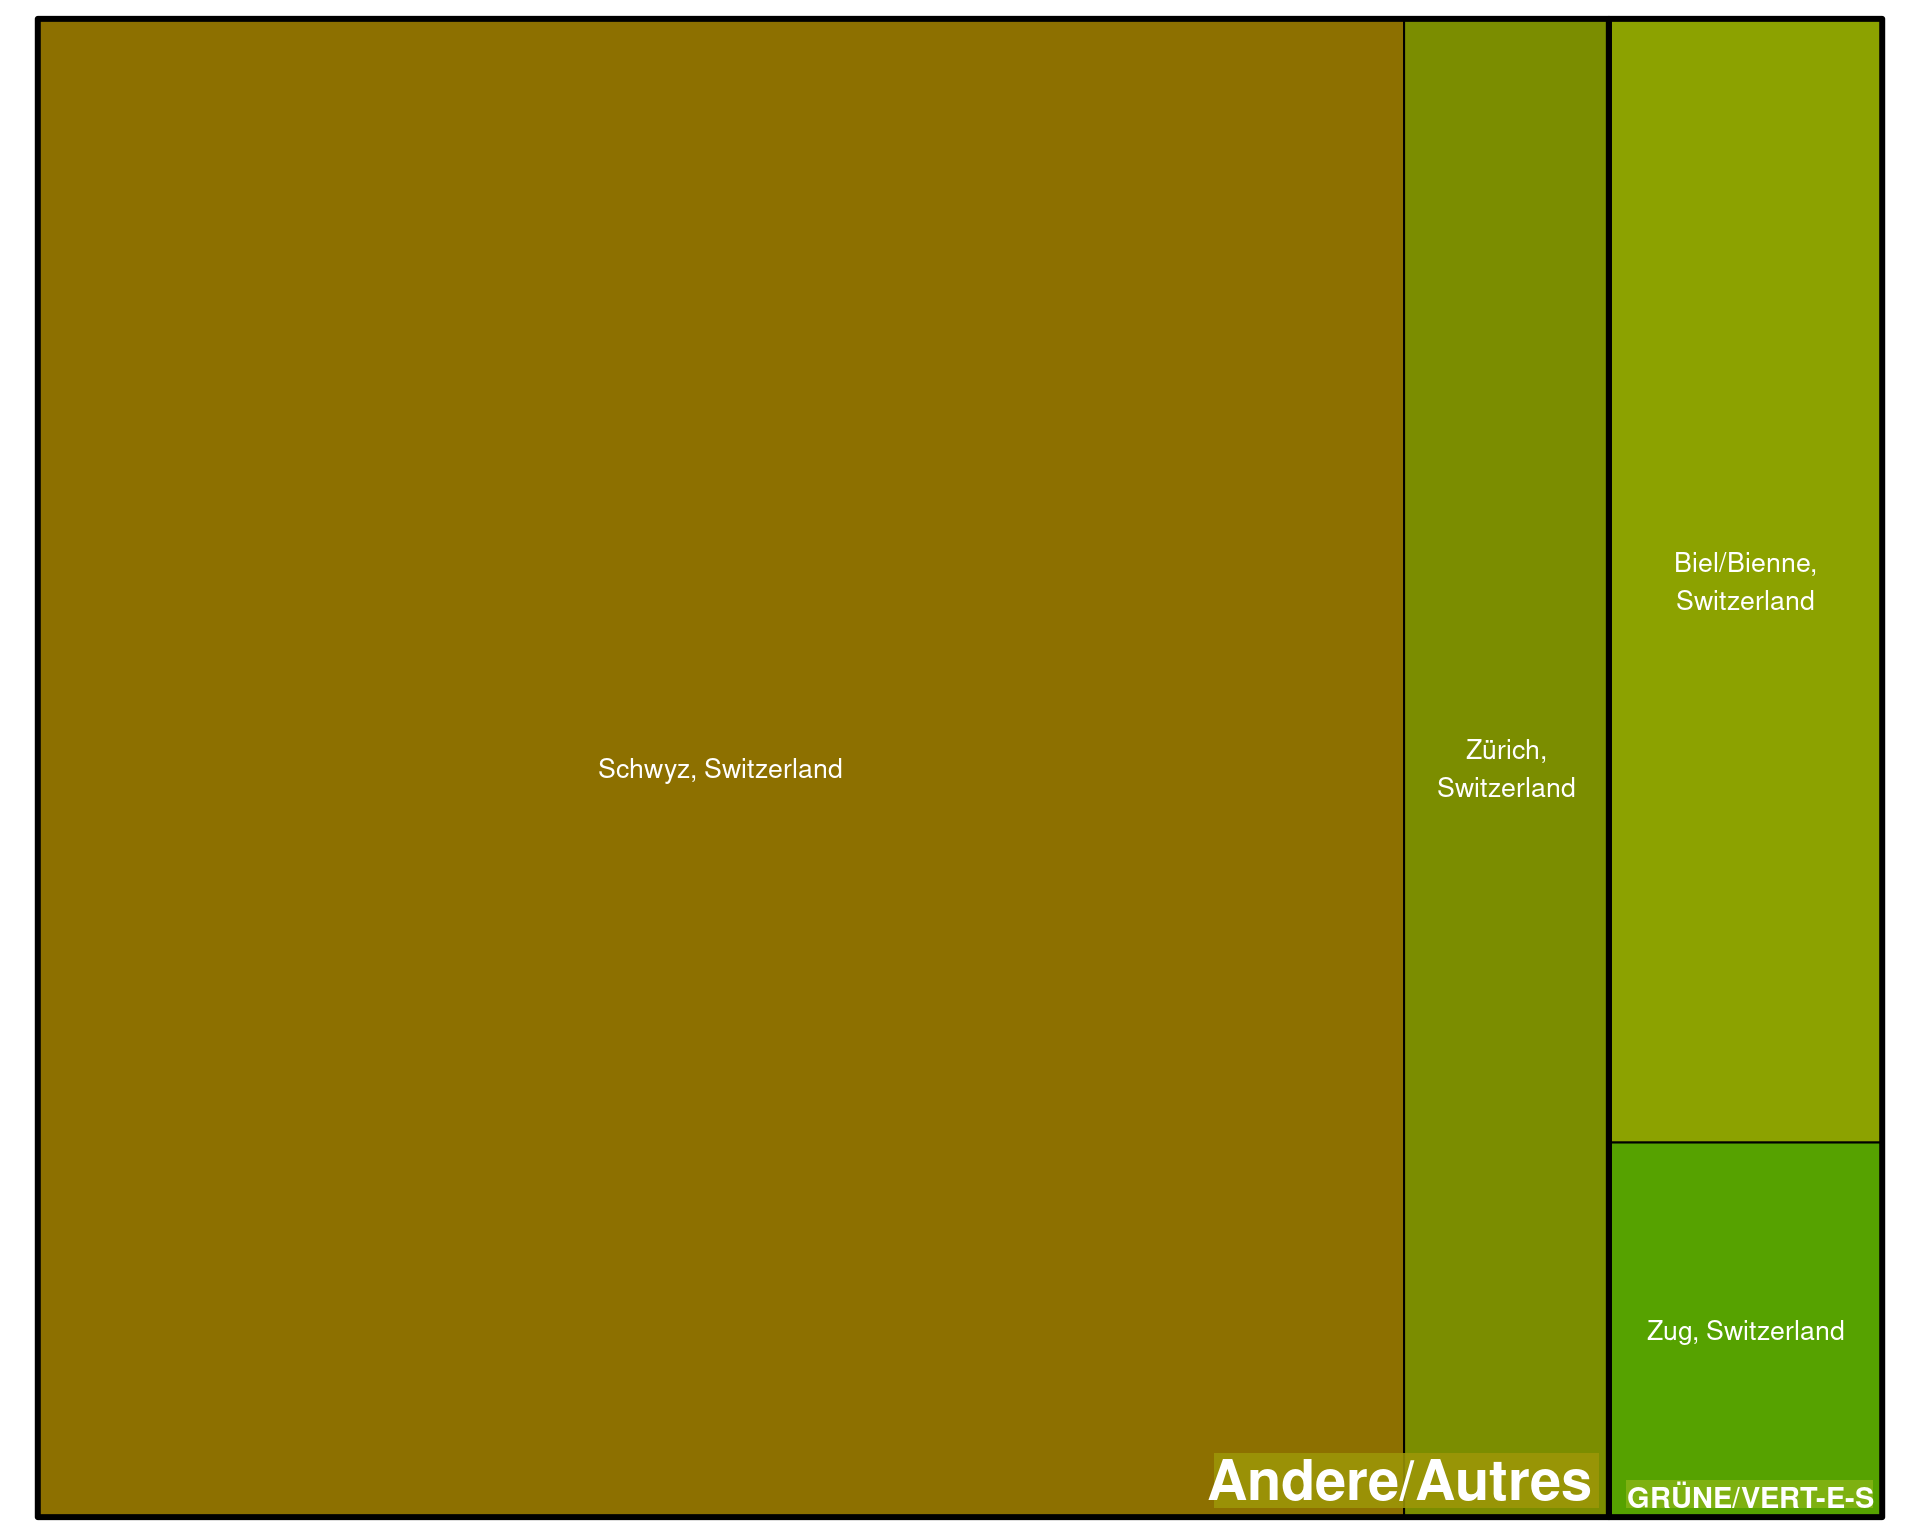 Schwyz, Switzerland
Zürich,
Switzerland
Andere/Autres
Biel/Bienne,
Switzerland
Zug, Switzerland
GRÜNE/VERT-E-S